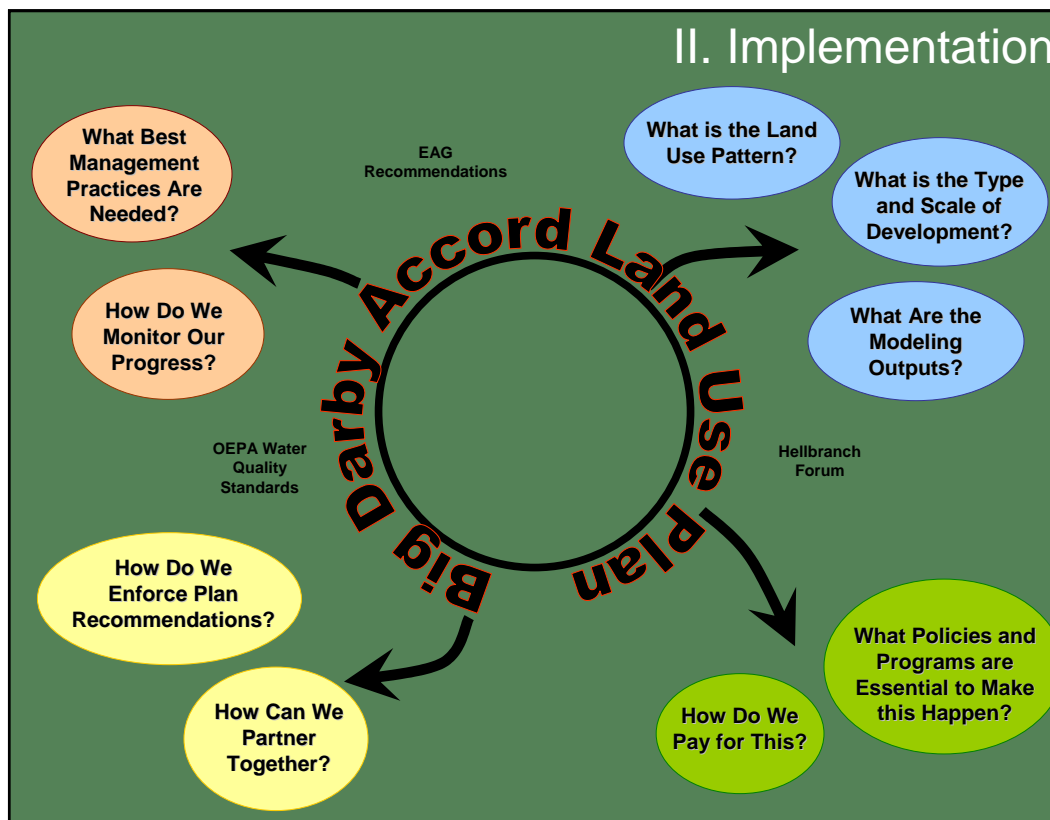 II. Implementation
What Best
Management
Practices Are
Needed?
EAG
Recommendations
What is the Land
Use Pattern?
What is the Type
and Scale of
Development?
How Do We
Monitor Our
Progress?
What Are the
Modeling
Outputs?
Big Darby Accord Land Use Plan
OEPA Water
Quality
Standards
Hellbranch
Forum
How Do We
Enforce Plan
Recommendations?
How Can We
Partner
Together?
What Policies and
Programs are
Essential to Make
this Happen?
How Do We
Pay for This?